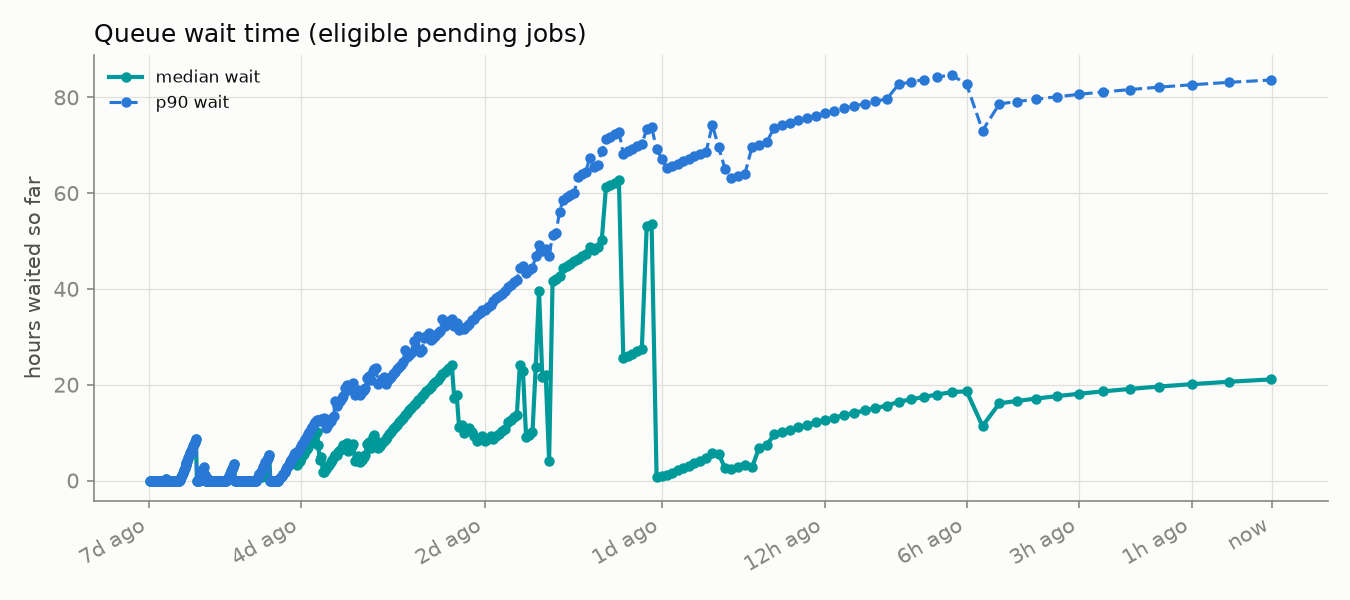 Queue wait time (eligible pending jobs)
median wait
p90 wait
hours waited so far
80
60
40
20
0
7d ago
4d ago
2d ago
1d ago
12h ago
6h ago
3h ago
1h ago
now